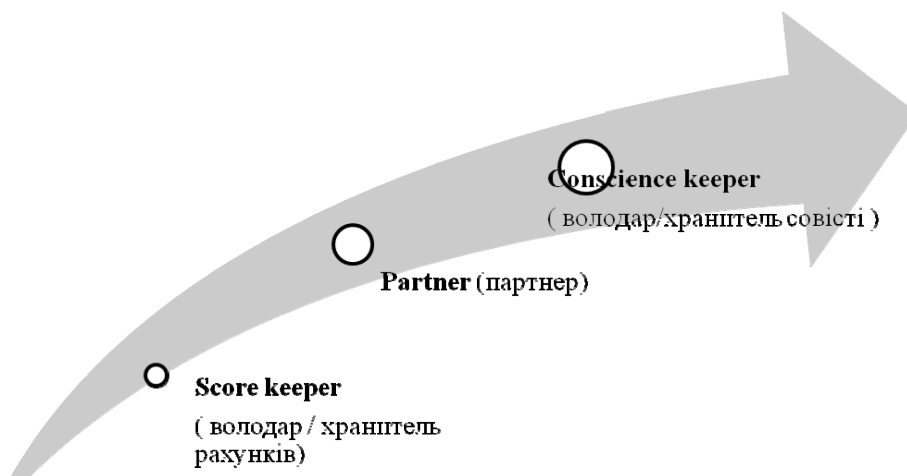 Conscience keeper
( володар/хранитель совісті )
Partner (партнер)
Score keeper
( володар / хранитель
рахунків)